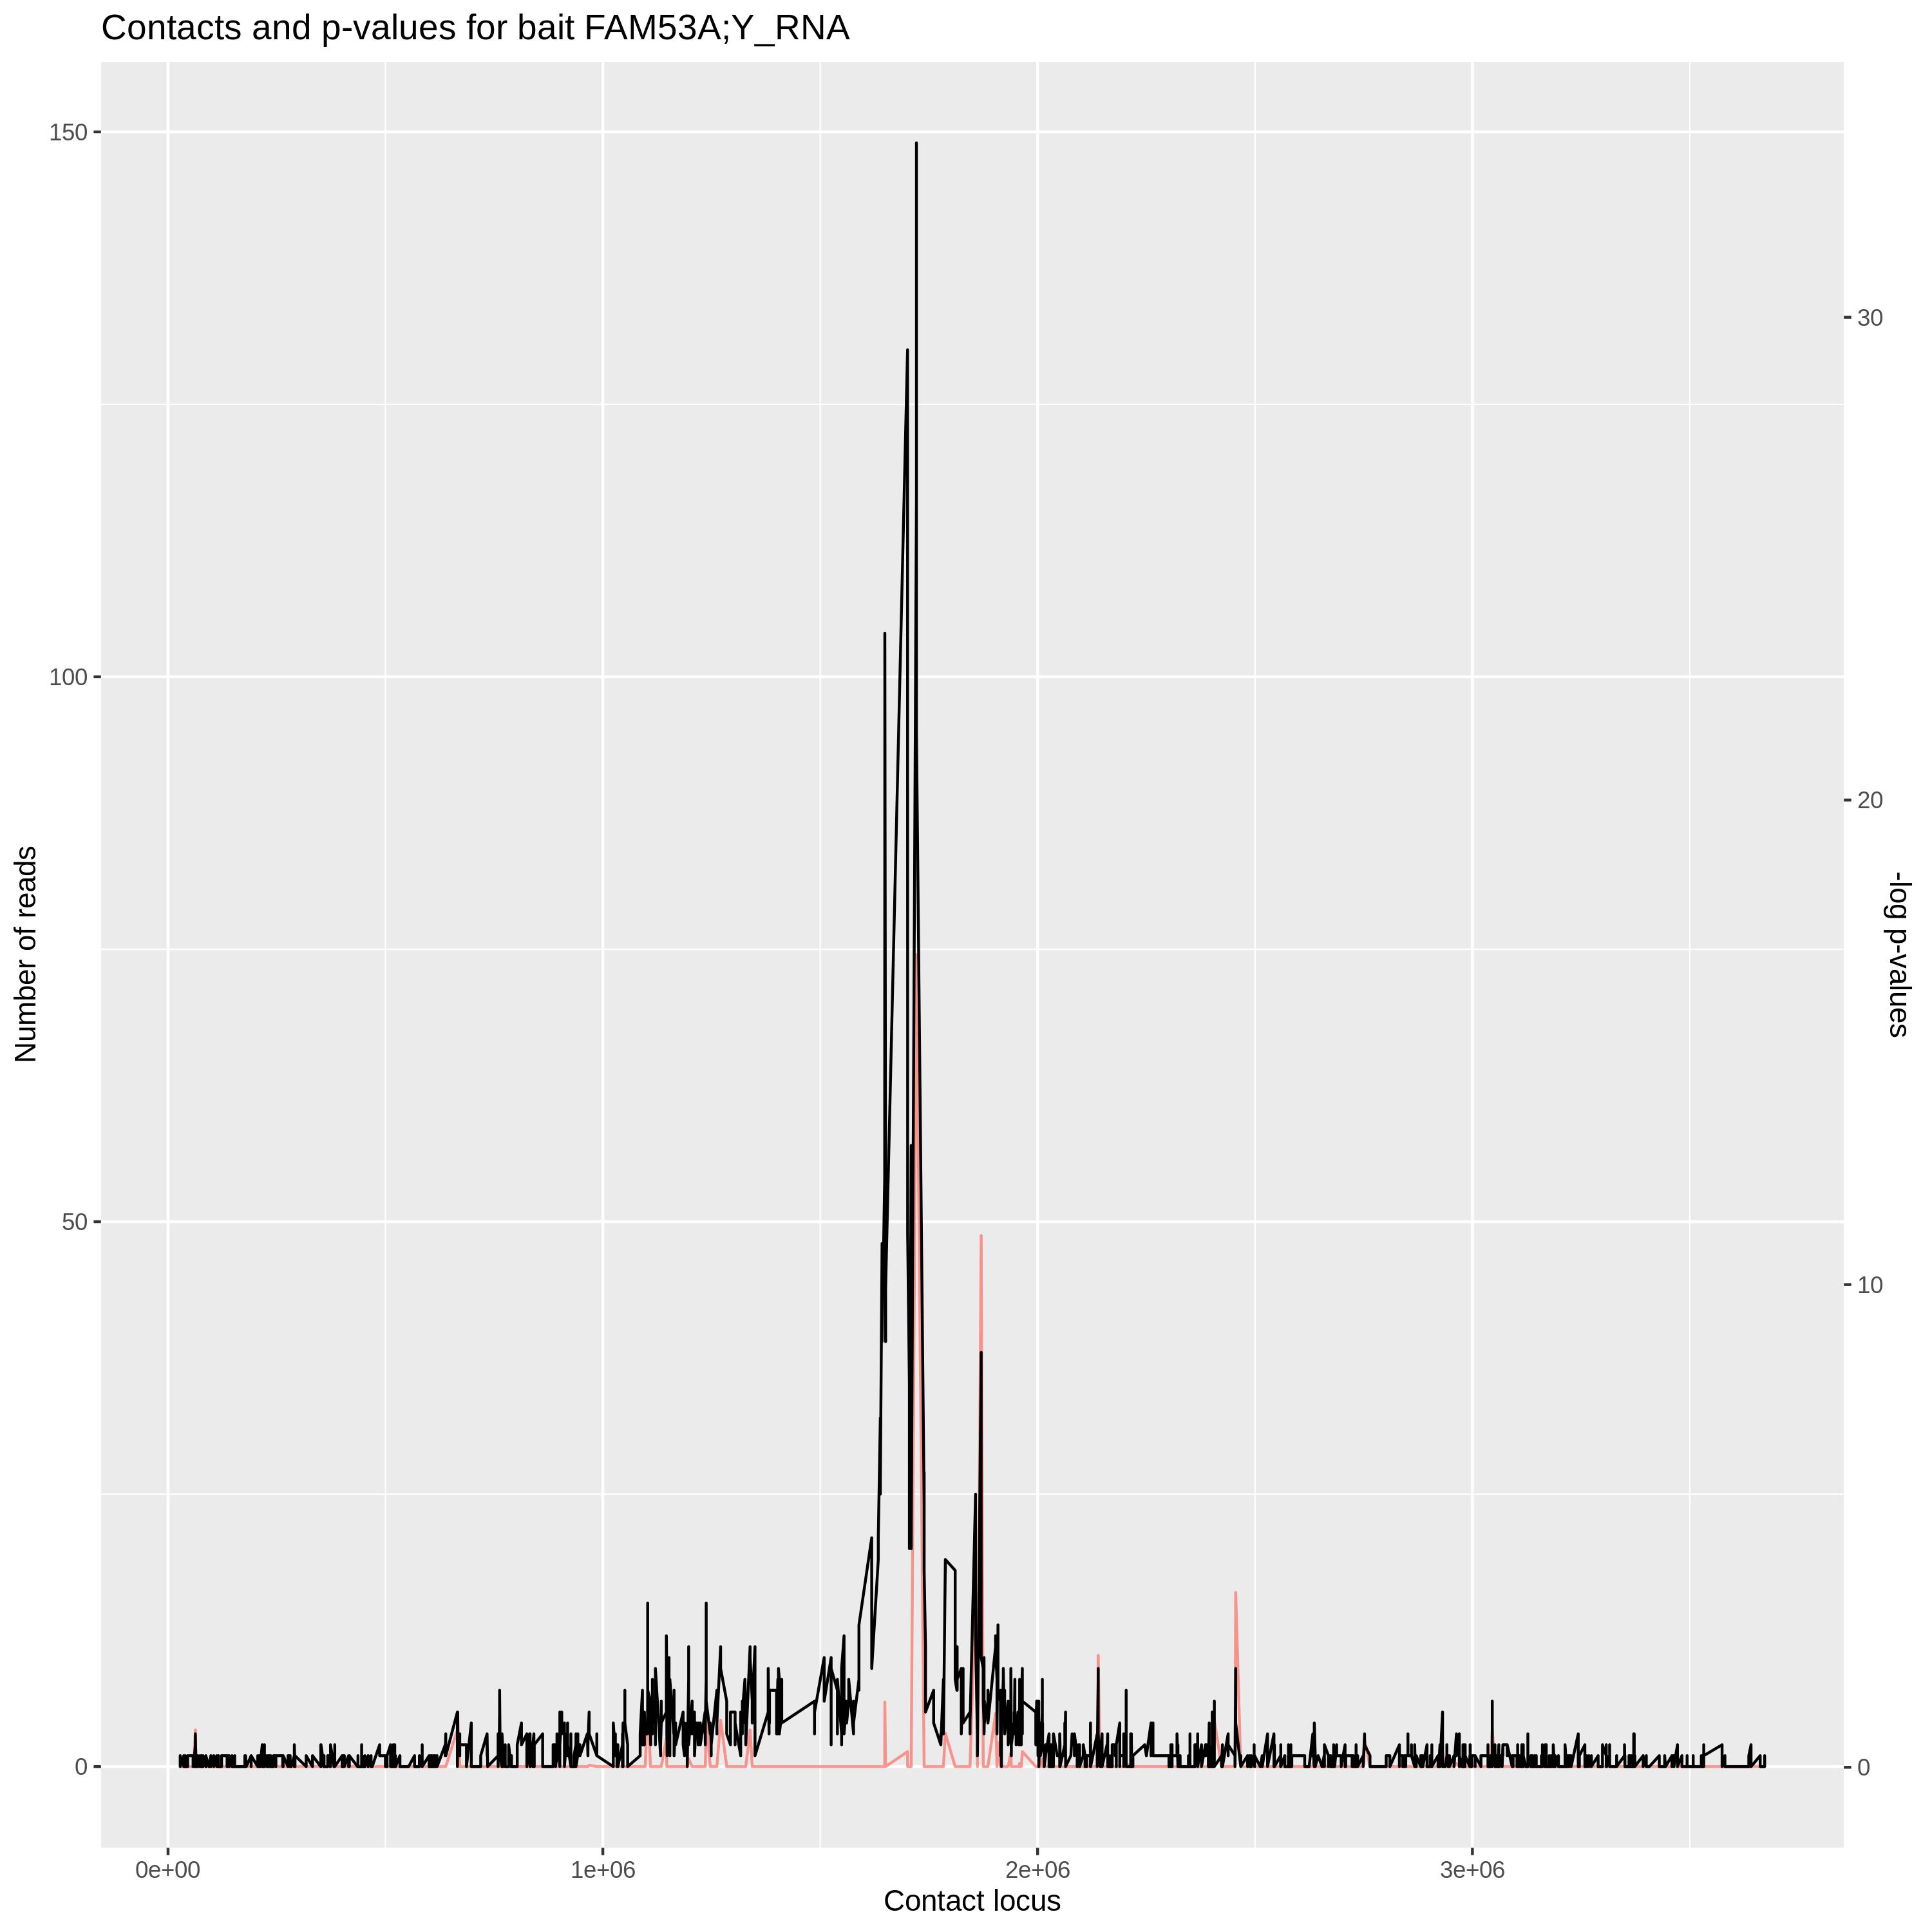 Contacts and p-values for bait FAM53A;Y_RNA
150
100
50
0
Number of reads
30
20
10
0
-log p-values
0e+00
1e+06
2e+06
3e+06
Contact locus